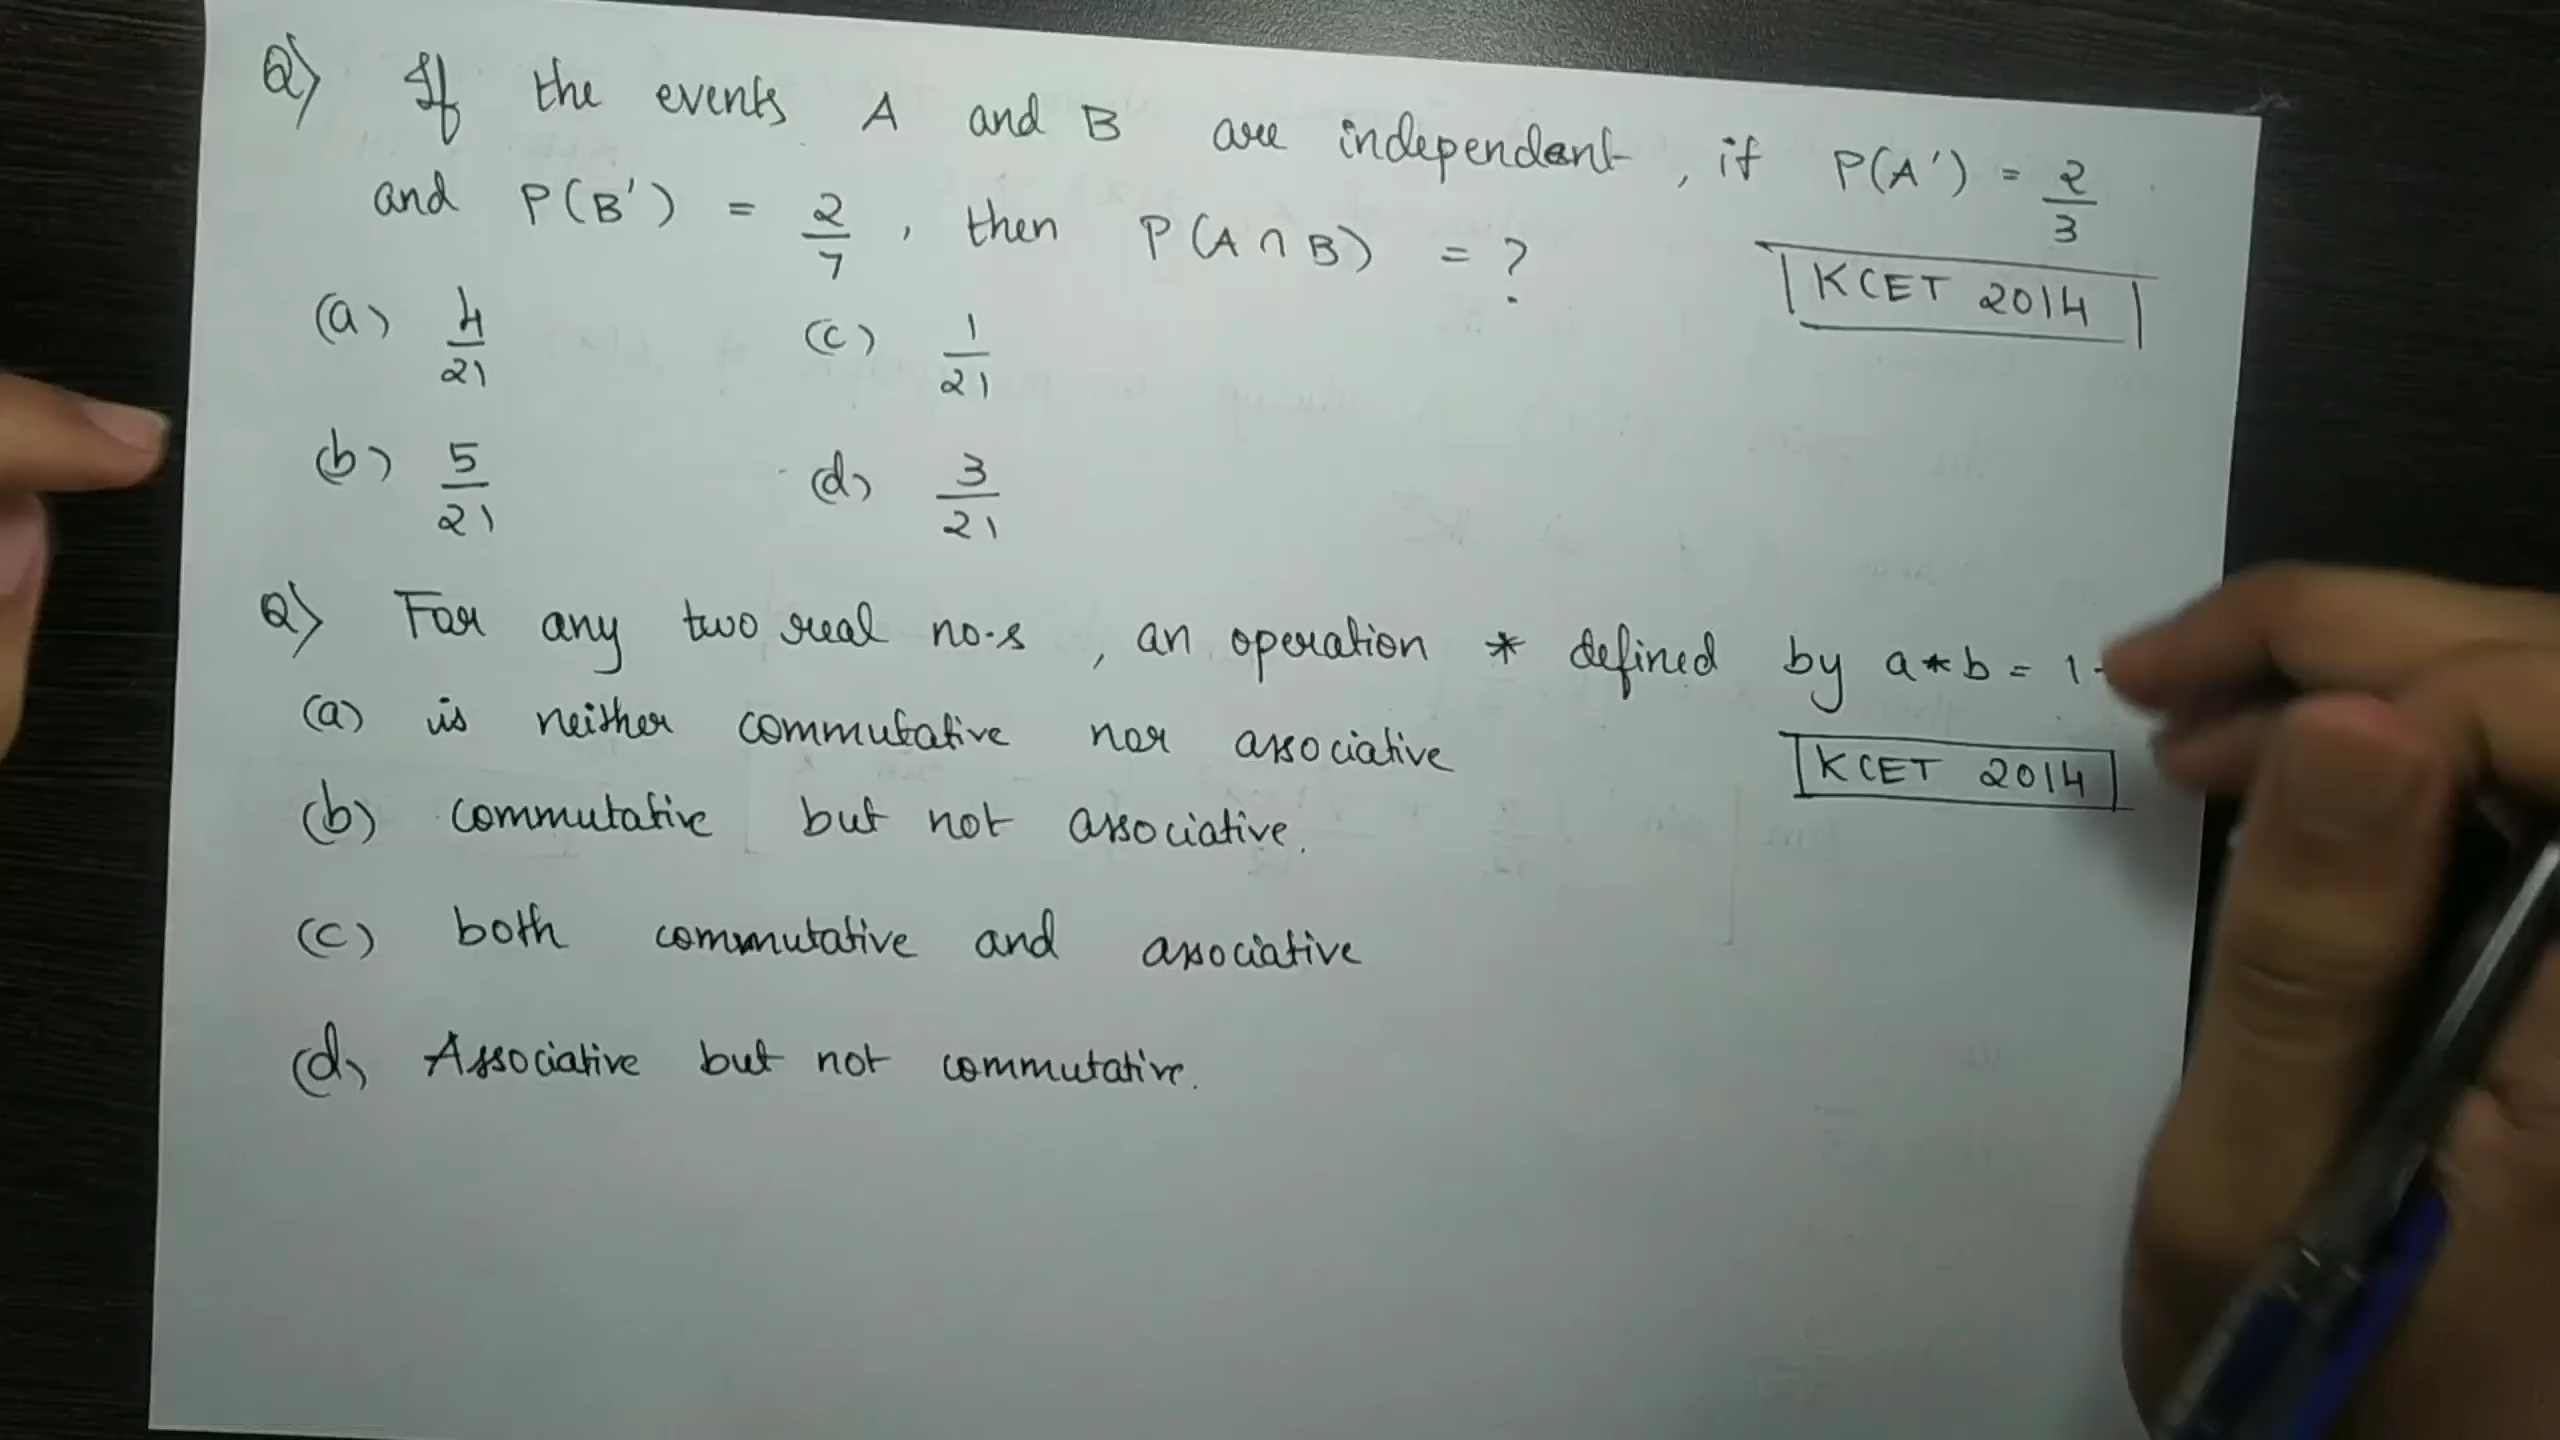 Q) If the events A and B are independent, if P(A') = 2/3
and P(B') = 2/7, then P(A ∩ B) = ?
KCET 2014
(a) 4/21 (c) 1/21
(b) 5/21 (d) 3/21
Q) For any two real no.s, an operation * defined by a*b = 1
(a) is neither commutative nor associative
KCET 2014
(b) commutative but not associative.
(c) both commutative and associative
(d) Associative but not commutative.